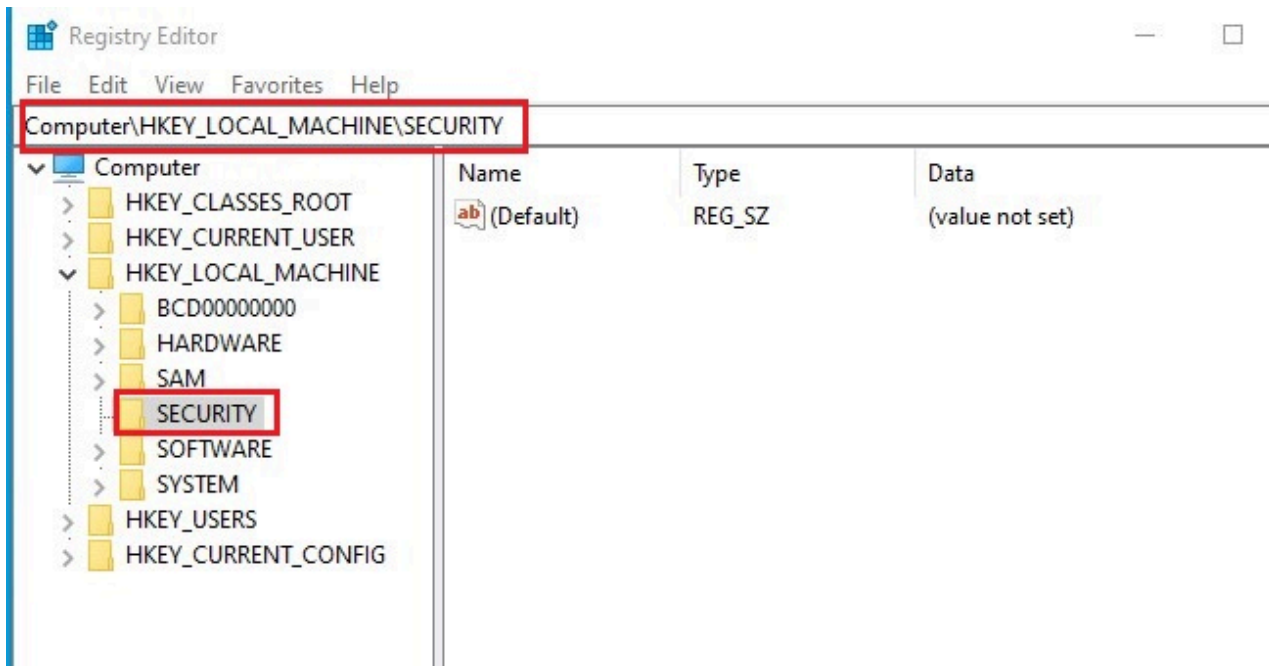 Registry Editor
File Edit View Favorites Help
Computer\HKEY_LOCAL_MACHINE\SECURITY
Computer
HKEY_CLASSES_ROOT
HKEY_CURRENT_USER
HKEY_LOCAL_MACHINE
BCD00000000
HARDWARE
SAM
SECURITY
SOFTWARE
SYSTEM
HKEY_USERS
HKEY_CURRENT_CONFIG
Name Type Data
ab (Default) REG_SZ (value not set)